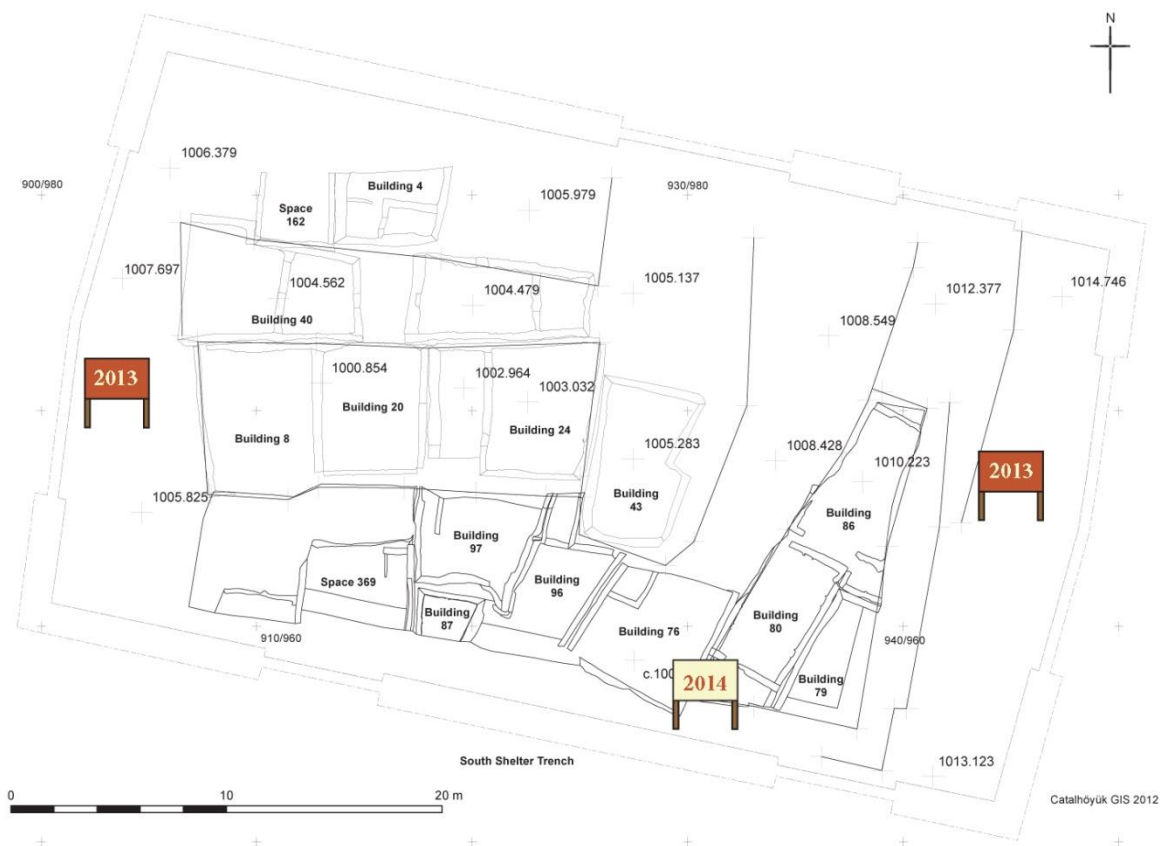 N
1006.379
Building 4
900/980
1005.979
930/980
Space
162
1007.697
1004.562
1004.479
1005.137
1012.377
1014.746
Building 40
1008.549
2013
1000.854
1002.964
1003.032
Building 20
Building 24
Building 8
1005.283
1008.428
1010.223
2013
1005.825
Building
43
Building
86
Building
97
Space 369
Building
96
Building
87
Building 76
Building
80
910/960
940/960
c.100
2014
Building
79
South Shelter Trench
1013.123
0 10 20 m
Catalhöyük GIS 2012